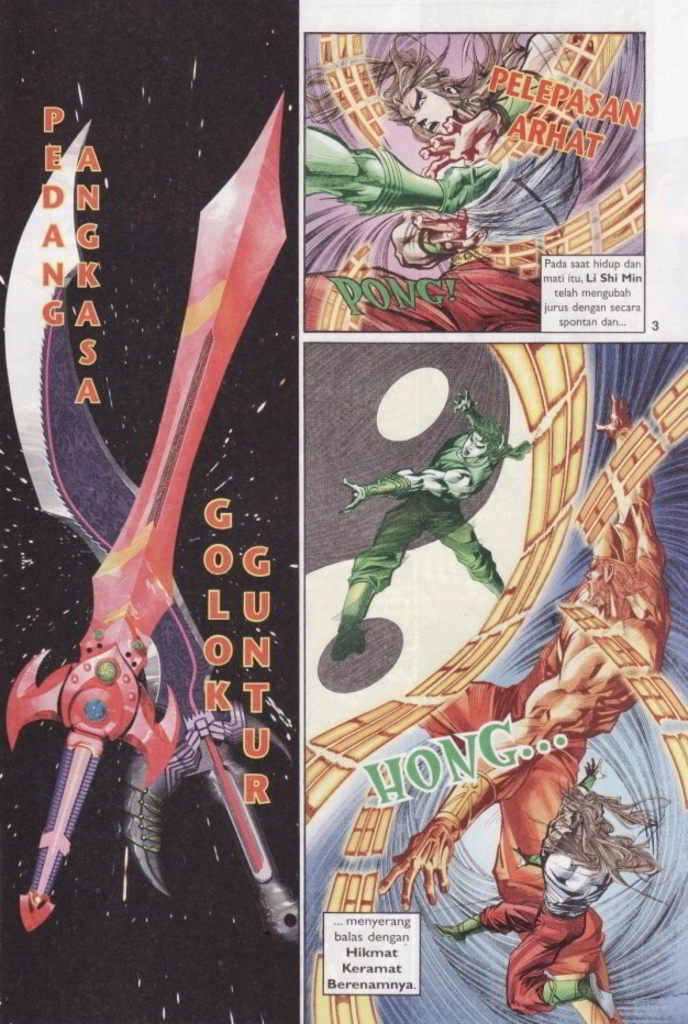 PEDANG
ANGKASA
GOLOK
GUNTUR
PELEPASAN
ARHAT
PONG!
Pada saat hidup dan
mati itu, Li Shi Min
telah mengubah
jurus dengan secara
spontan dan...
3
HONG...
... menyerang
balas dengan
Hikmat
Keramat
Berenamnya.